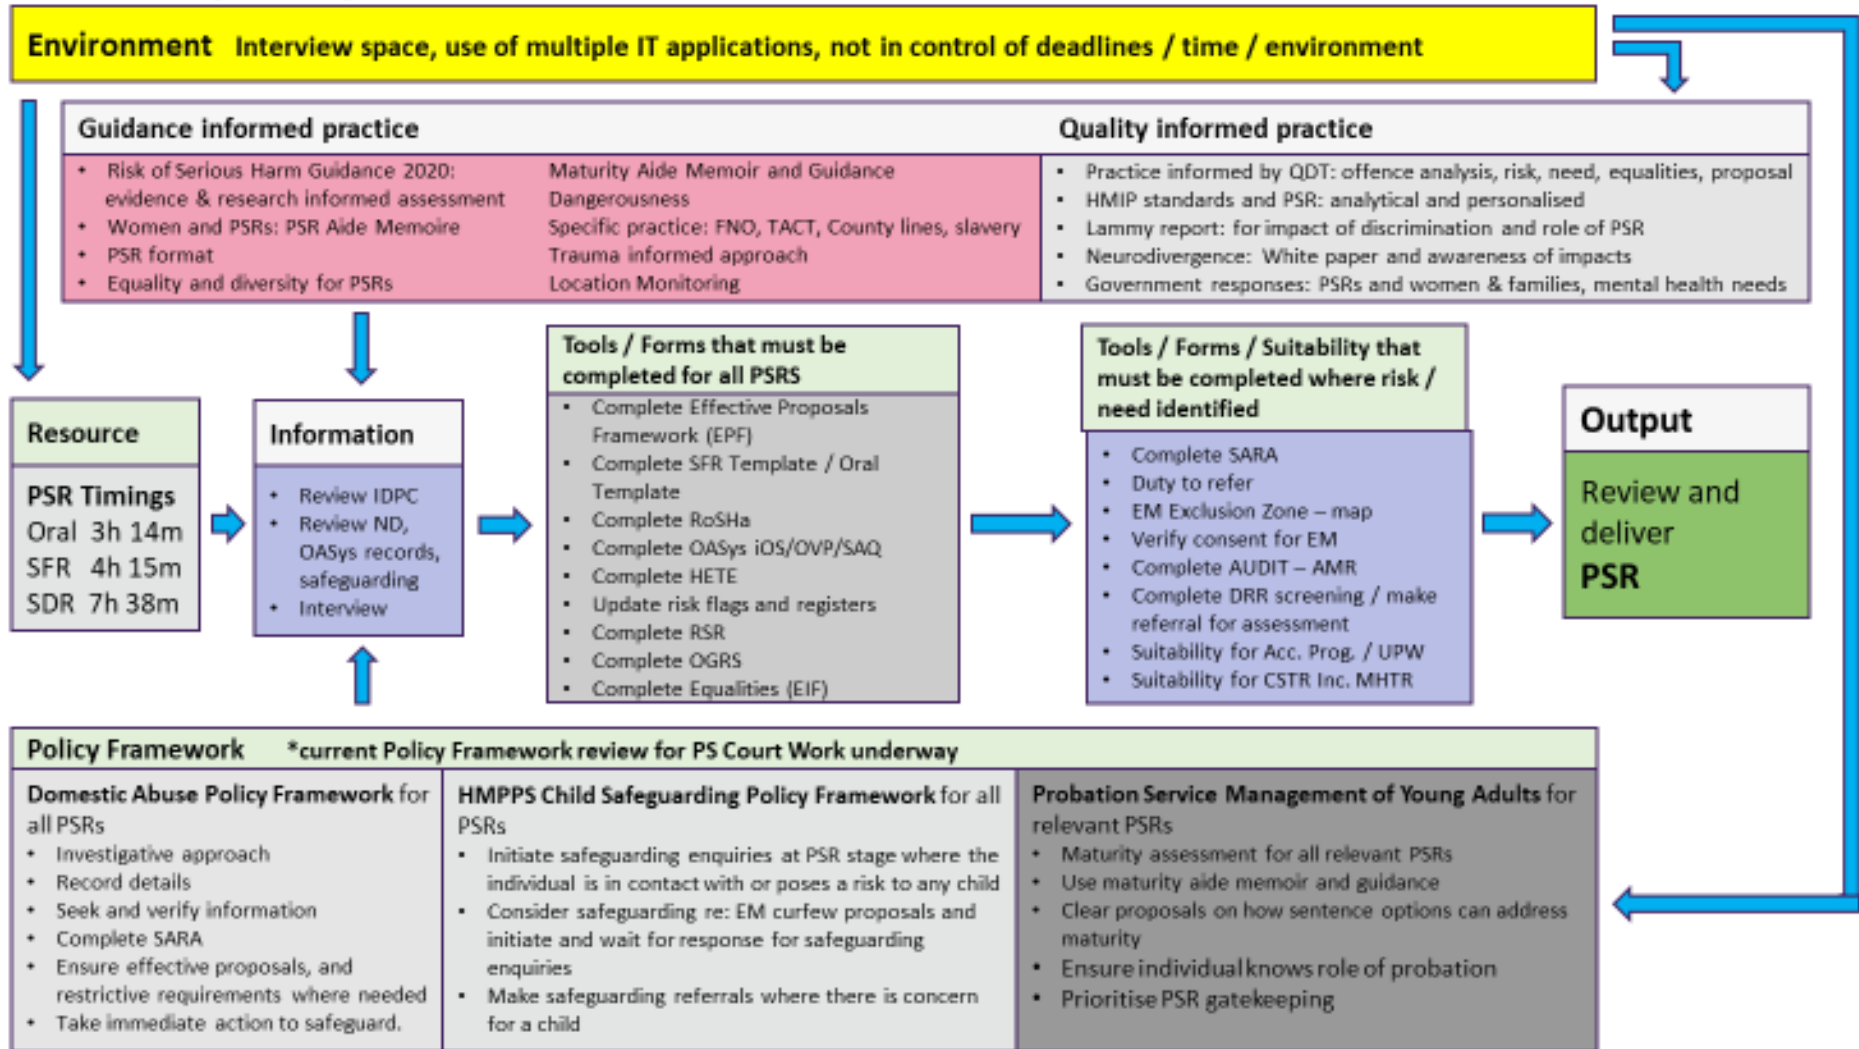 Environment Interview space, use of multiple IT applications, not in control of deadlines / time / environment
Guidance informed practice
• Risk of Serious Harm Guidance 2020:
evidence & research informed assessment
• Women and PSRs: PSR Aide Memoire
• PSR format
• Equality and diversity for PSRs
Maturity Aide Memoir and Guidance
Dangerousness
Specific practice: FNO, TACT, County lines, slavery
Trauma informed approach
Location Monitoring
Quality informed practice
• Practice informed by QDT: offence analysis, risk, need, equalities, proposal
• HMIP standards and PSR: analytical and personalised
• Lammy report: for impact of discrimination and role of PSR
• Neurodivergence: White paper and awareness of impacts
• Government responses: PSRs and women & families, mental health needs
Resource
PSR Timings
Oral 3h 14m
SFR 4h 15m
SDR 7h 38m
Information
• Review IDPC
• Review ND,
OASys records,
safeguarding
• Interview
Tools / Forms that must be
completed for all PSRS
• Complete Effective Proposals
Framework (EPF)
• Complete SFR Template / Oral
Template
• Complete RoSHa
• Complete OASys iOS/OVP/SAQ
• Complete HETE
• Update risk flags and registers
• Complete RSR
• Complete OGRS
• Complete Equalities (EIF)
Tools / Forms / Suitability that
must be completed where risk /
need identified
• Complete SARA
• Duty to refer
• EM Exclusion Zone – map
• Verify consent for EM
• Complete AUDIT – AMR
• Complete DRR screening / make
referral for assessment
• Suitability for Acc. Prog. / UPW
• Suitability for CSTR Inc. MHTR
Output
Review and
deliver
PSR
Policy Framework *current Policy Framework review for PS Court Work underway
Domestic Abuse Policy Framework for
all PSRs
• Investigative approach
• Record details
• Seek and verify information
• Complete SARA
• Ensure effective proposals, and
restrictive requirements where needed
• Take immediate action to safeguard.
HMPPS Child Safeguarding Policy Framework for all
PSRs
• Initiate safeguarding enquiries at PSR stage where the
individual is in contact with or poses a risk to any child
• Consider safeguarding re: EM curfew proposals and
initiate and wait for response for safeguarding
enquiries
• Make safeguarding referrals where there is concern
for a child
Probation Service Management of Young Adults for
relevant PSRs
• Maturity assessment for all relevant PSRs
• Use maturity aide memoir and guidance
• Clear proposals on how sentence options can address
maturity
• Ensure individual knows role of probation
• Prioritise PSR gatekeeping